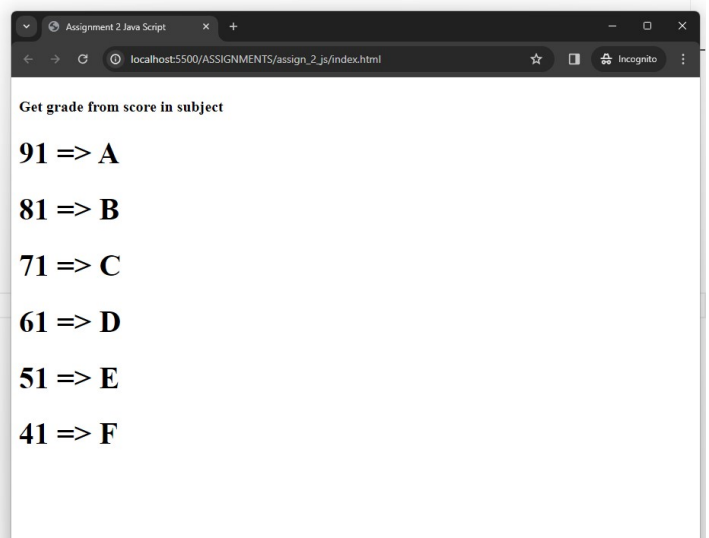 Assignment 2 Java Script
localhost:5500/ASSIGNMENTS/assign_2_js/index.html
Incognito
Get grade from score in subject
91 => A
81 => B
71 => C
61 => D
51 => E
41 => F